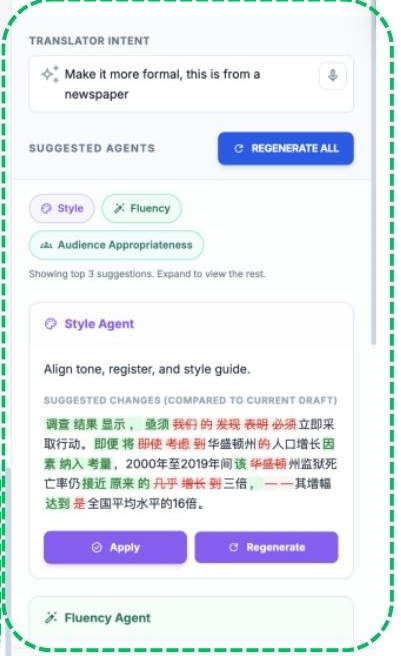 TRANSLATOR INTENT
Make it more formal, this is from a
newspaper
SUGGESTED AGENTS
REGENERATE ALL
Style
Fluency
Audience Appropriateness
Showing top 3 suggestions. Expand to view the rest.
Style Agent
Align tone, register, and style guide.
SUGGESTED CHANGES (COMPARED TO CURRENT DRAFT)
调查 结果 显示 ， 亟须 我们 的 发现 表明 必须 立即采
取行动。 即便 将 即使 考虑 到 华盛顿州 的 人口增长 因
素 纳入 考量 ，2000年至2019年间 该 华盛顿 州监狱死
亡率仍 接近 原来 的 几乎 增长 到 三倍 ， — — 其增幅
达到 是 全国平均水平的16倍。
Apply
Regenerate
Fluency Agent